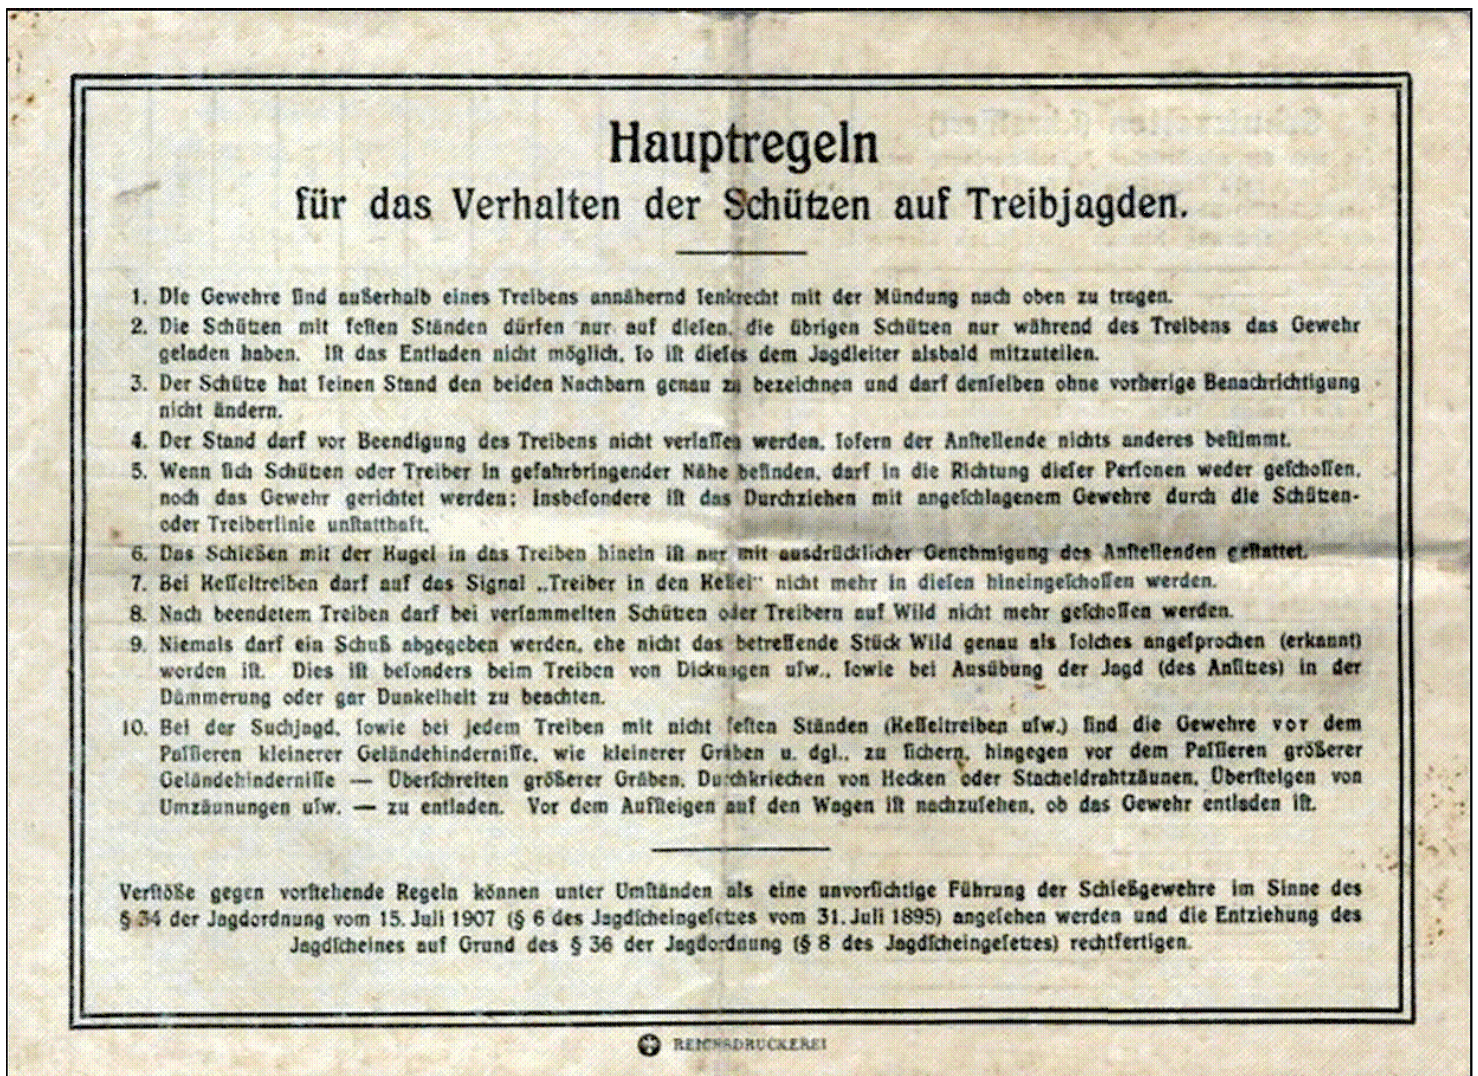 Hauptregeln
für das Verhalten der Schützen auf Treibjagden.
1. Die Gewehre ſind außerhalb eines Treibens annähernd ſenkrecht mit der Mündung nach oben zu tragen.
2. Die Schützen mit feſten Ständen dürfen nur auf dieſen, die übrigen Schützen nur während des Treibens das Gewehr
geladen haben. Iſt das Entladen nicht möglich, ſo iſt dieſes dem Jagdleiter alsbald mitzuteilen.
3. Der Schütze hat ſeinen Stand den beiden Nachbarn genau zu bezeichnen und darf denſelben ohne vorherige Benachrichtigung
nicht ändern.
4. Der Stand darf vor Beendigung des Treibens nicht verlaſſen werden, ſofern der Anſtellende nichts anderes beſtimmt.
5. Wenn ſich Schützen oder Treiber in gefahrbringender Nähe befinden, darf in die Richtung dieſer Perſonen weder geſchoſſen,
noch das Gewehr gerichtet werden; insbeſondere iſt das Durchziehen mit angeſchlagenem Gewehre durch die Schützen-
oder Treiberlinie unſtatthaft.
6. Das Schießen mit der Kugel in das Treiben hinein iſt nur mit ausdrücklicher Genehmigung des Anſtellenden geſtattet.
7. Bei Keſſeltreiben darf auf das Signal „Treiber in den Keſſel" nicht mehr in dieſen hineingeſchoſſen werden.
8. Nach beendetem Treiben darf bei verſammelten Schützen oder Treibern auf Wild nicht mehr geſchoſſen werden.
9. Niemals darf ein Schuß abgegeben werden, ehe nicht das betreffende Stück Wild genau als ſolches angeſprochen (erkannt)
worden iſt. Dies iſt beſonders beim Treiben von Dickungen uſw., ſowie bei Ausübung der Jagd (des Anſitzes) in der
Dämmerung oder gar Dunkelheit zu beachten.
10. Bei der Suchjagd, ſowie bei jedem Treiben mit nicht feſten Ständen (Keſſeltreiben uſw.) ſind die Gewehre vor dem
Paſſieren kleinerer Geländehinderniſſe, wie kleinerer Gräben u. dgl., zu ſichern, hingegen vor dem Paſſieren größerer
Geländehinderniſſe — Überſchreiten größerer Gräben, Durchkriechen von Hecken oder Stacheldrahtzäunen, Überſteigen von
Umzäunungen uſw. — zu entladen. Vor dem Aufſteigen auf den Wagen iſt nachzuſehen, ob das Gewehr entladen iſt.
Verſtöße gegen vorſtehende Regeln können unter Umſtänden als eine unvorſichtige Führung der Schießgewehre im Sinne des
§ 34 der Jagdordnung vom 15. Juli 1907 (§ 6 des Jagdſcheingeſetzes vom 31. Juli 1895) angeſehen werden und die Entziehung des
Jagdſcheines auf Grund des § 36 der Jagdordnung (§ 8 des Jagdſcheingeſetzes) rechtfertigen.
REICHSDRUCKEREI